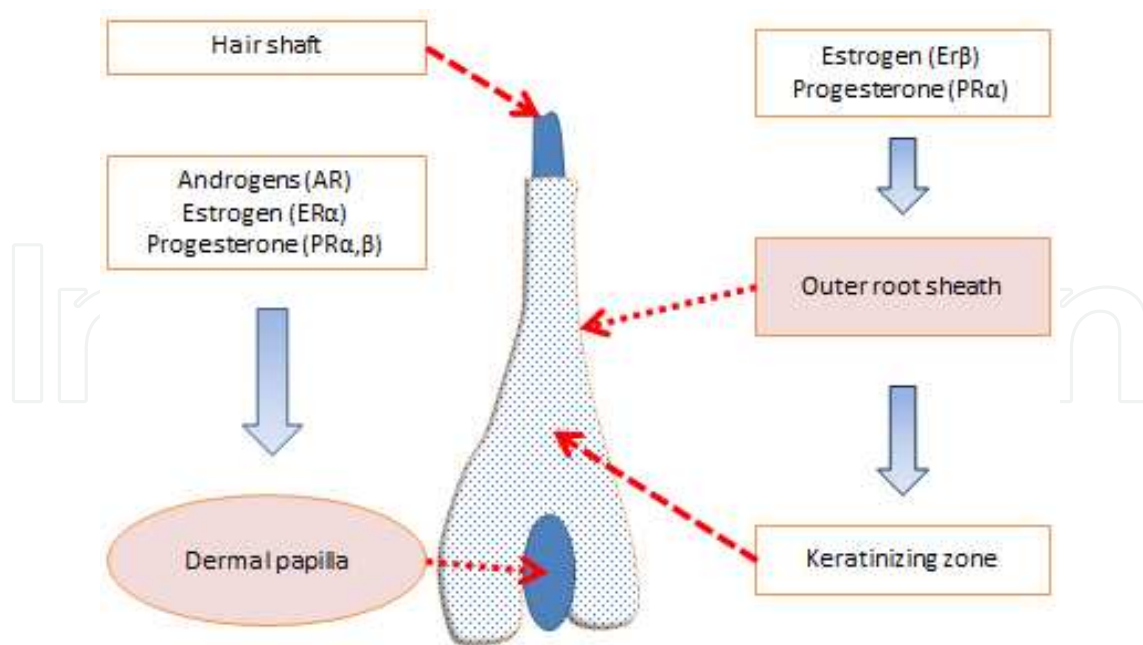 Hair shaft
Estrogen (Erβ)
Progesterone (PRα)
Androgens (AR)
Estrogen (ERα)
Progesterone (PRα,β)
Outer root sheath
Dermal papilla
Keratinizing zone